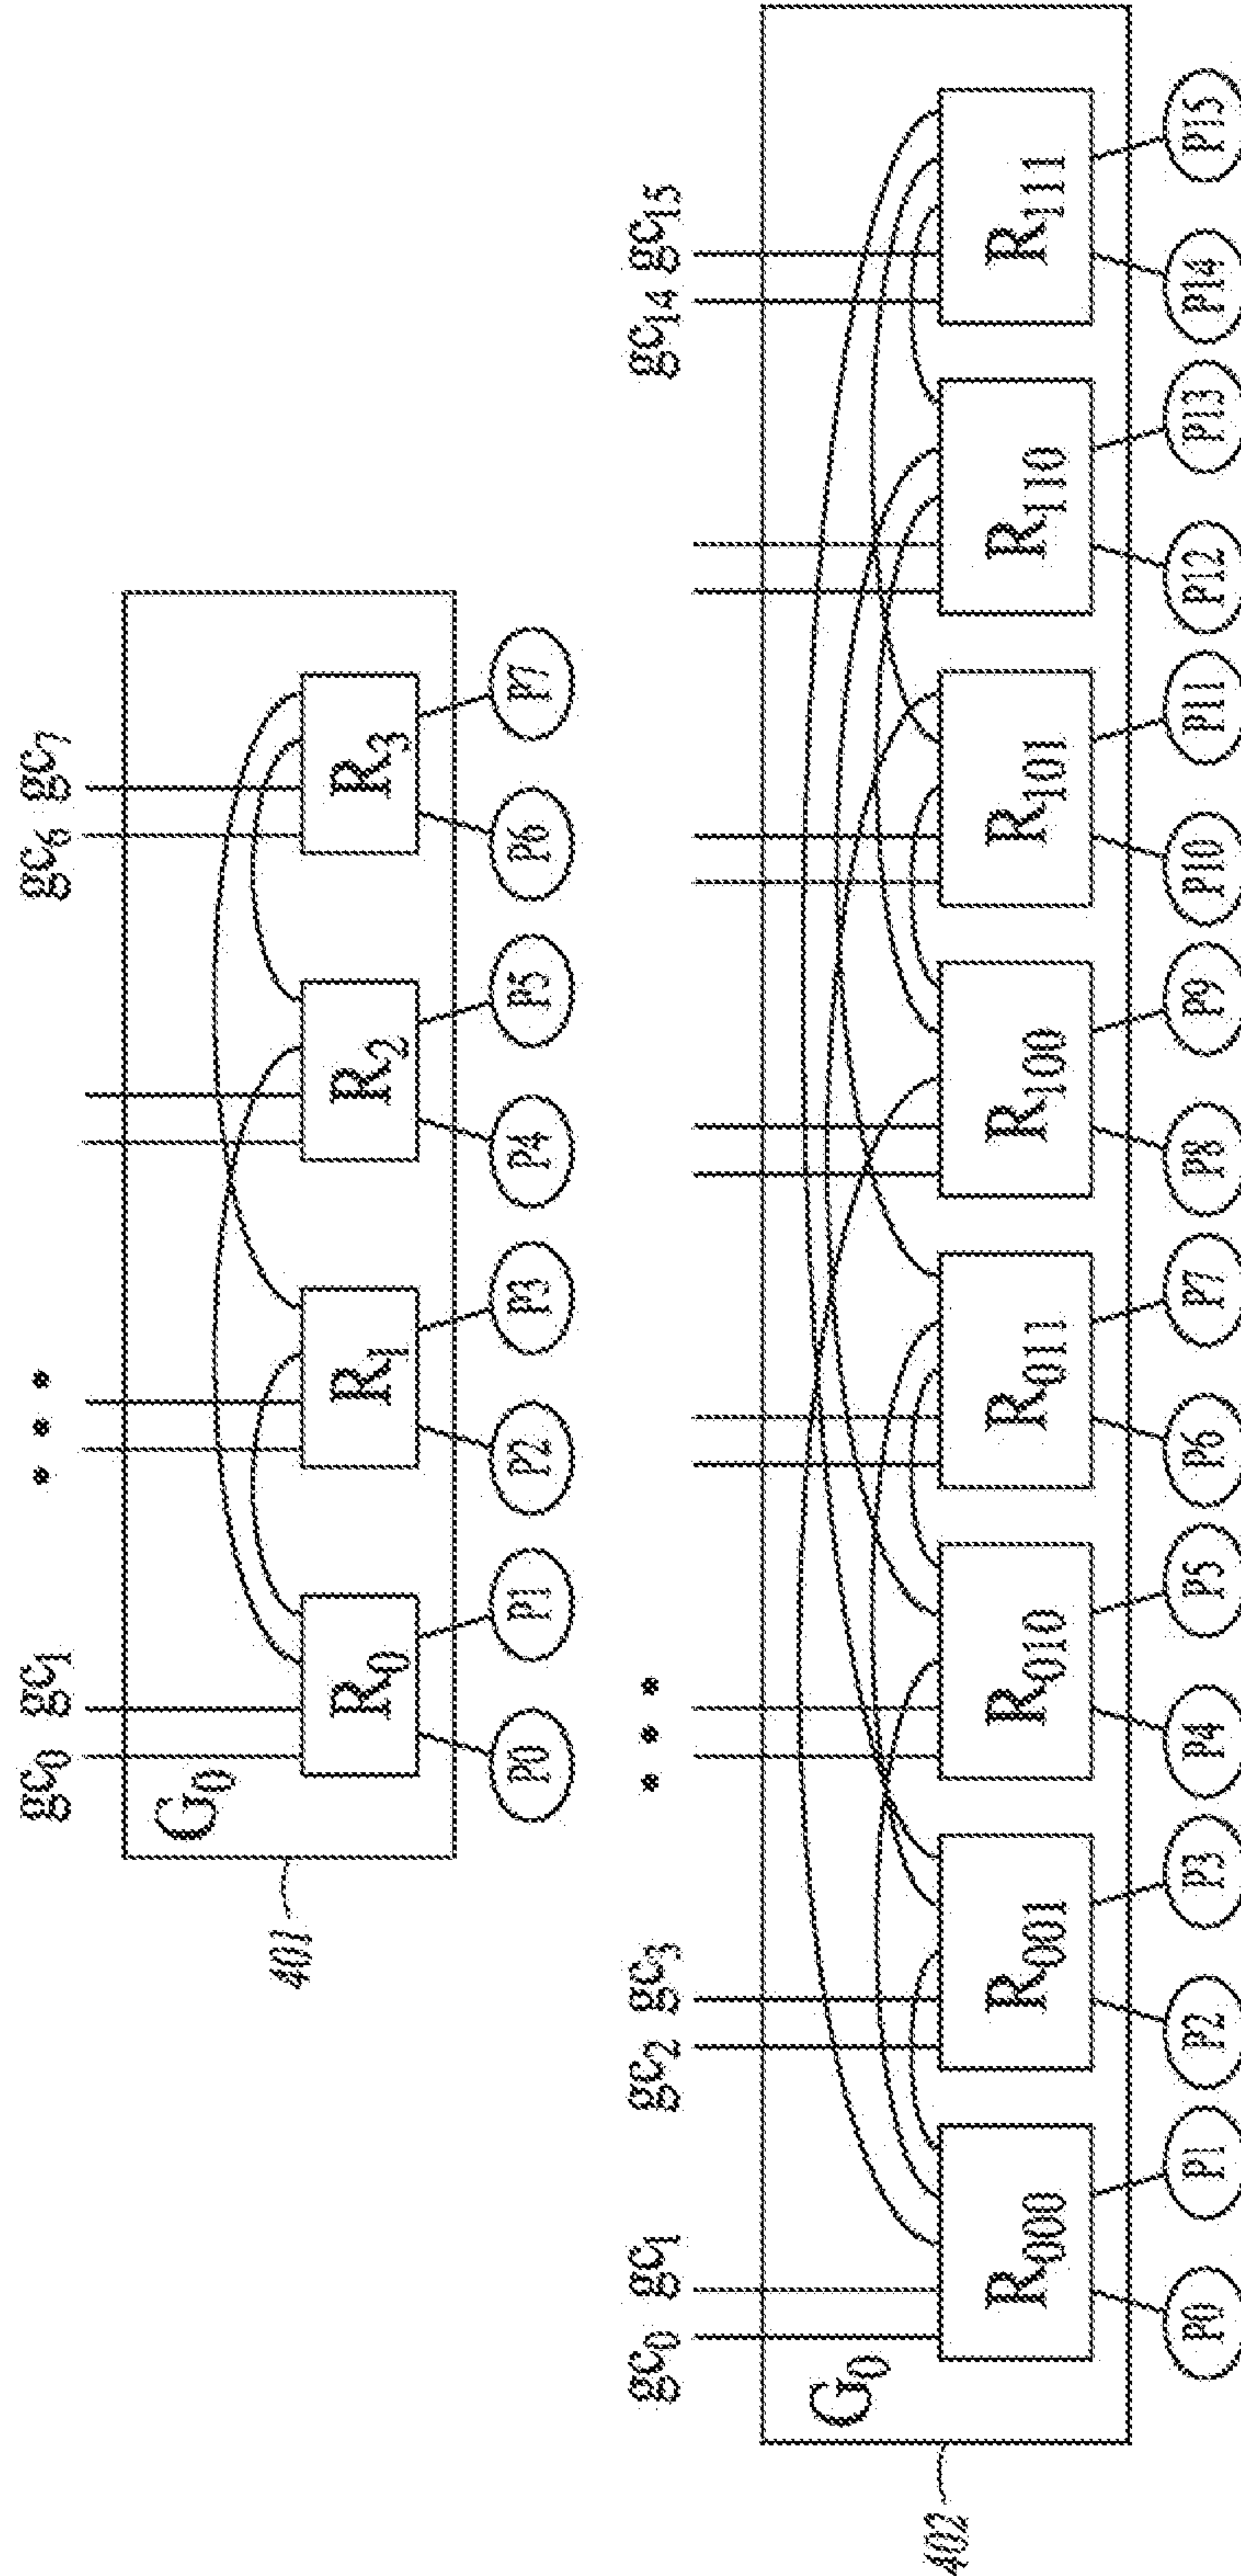 gc0 gc1 • • • gc6 gc7
G0
R0 R1 R2 R3
P0 P1 P2 P3 P4 P5 P6 P7
401
gc0 gc1 gc2 gc3 • • • gc14 gc15
G0
R000 R001 R010 R011 R100 R101 R110 R111
P0 P1 P2 P3 P4 P5 P6 P7 P8 P9 P10 P11 P12 P13 P14 P15
402